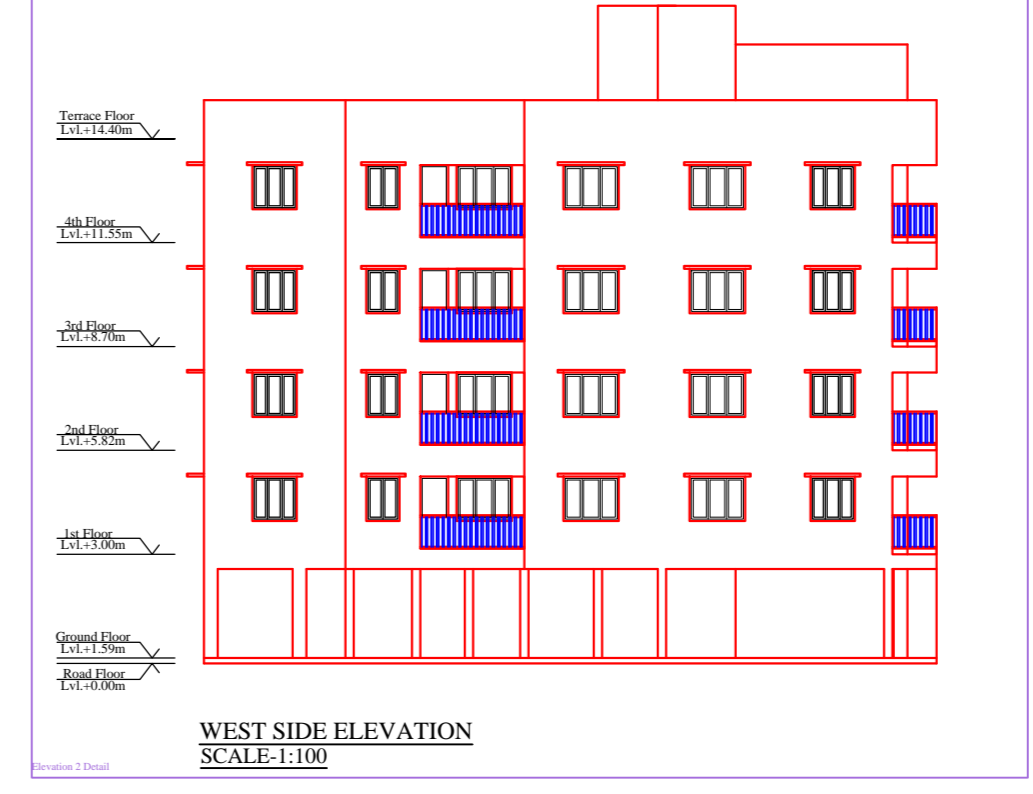 Terrace Floor
Lvl.+14.40m
4th Floor
Lvl.+11.55m
3rd Floor
Lvl.+8.70m
2nd Floor
Lvl.+5.82m
1st Floor
Lvl.+3.00m
Ground Floor
Lvl.+1.59m
Road Floor
Lvl.+0.00m
WEST SIDE ELEVATION
SCALE-1:100
Elevation 2 Detail